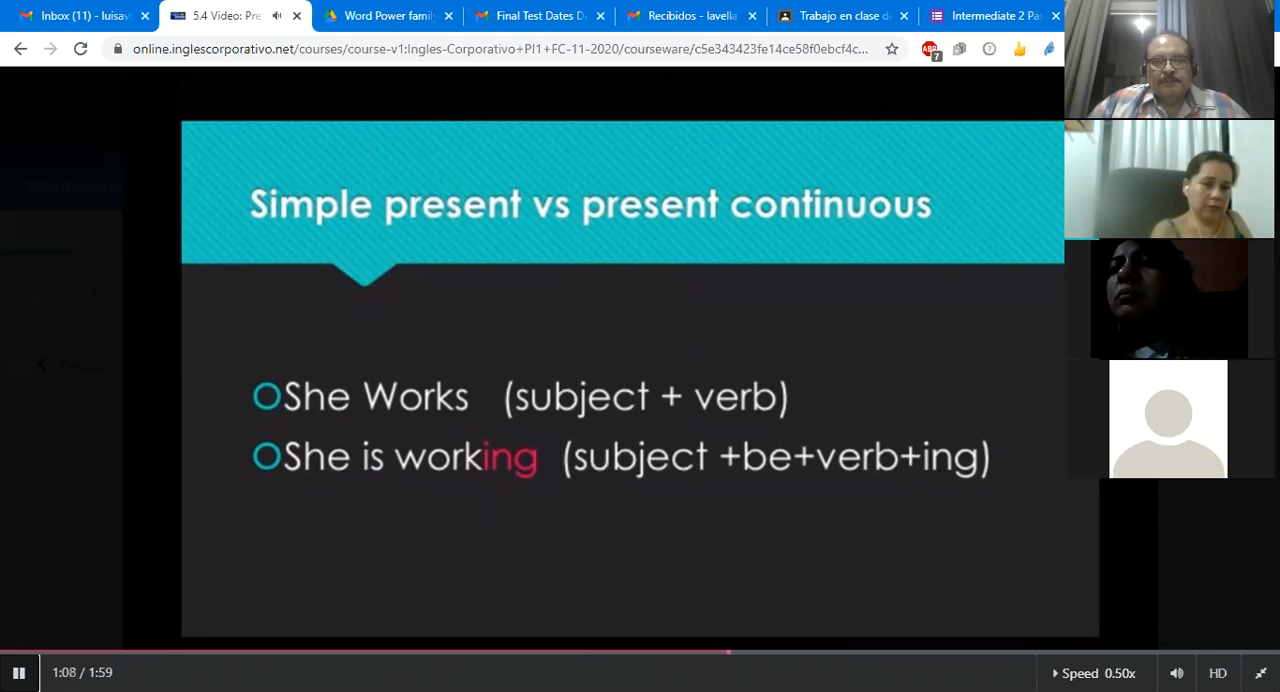 Inbox (11) - luisav
5.4 Video: Pre
Word Power famil
Final Test Dates D
Recibidos - lavella
Trabajo en clase d
Intermediate 2 Pa
online.inglescorporativo.net/courses/course-v1:Ingles-Corporativo+PI1+FC-11-2020/courseware/c5e343423fe14ce58f0ebcf4c...
ABP
7
Simple present vs present continuous
She Works (subject + verb)
She is working (subject +be+verb+ing)
1:08 / 1:59
Speed 0.50x
HD